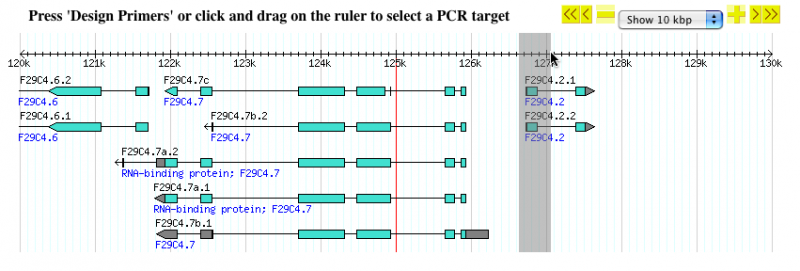 Press 'Design Primers' or click and drag on the ruler to select a PCR target
Show 10 kbp
120k 121k 122k 123k 124k 125k 126k 127k 128k 129k 130k
F29C4.6.2 F29C4.7c F29C4.2.1
F29C4.6 F29C4.7 F29C4.2
F29C4.6.1 F29C4.7b.2 F29C4.2.2
F29C4.6 F29C4.7 F29C4.2
F29C4.7a.2
RNA-binding protein; F29C4.7
F29C4.7a.1
RNA-binding protein; F29C4.7
F29C4.7b.1
F29C4.7